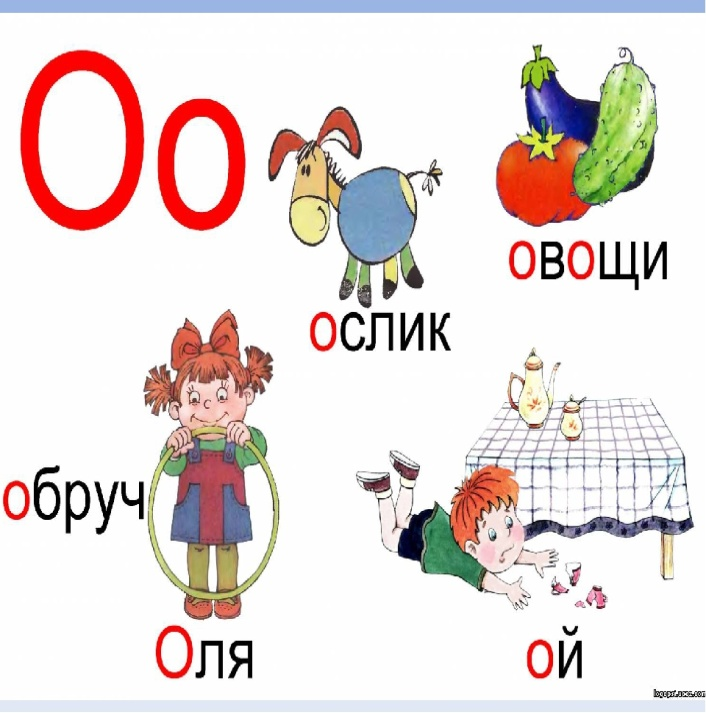 Оо
овощи
ослик
обруч
Оля
ой